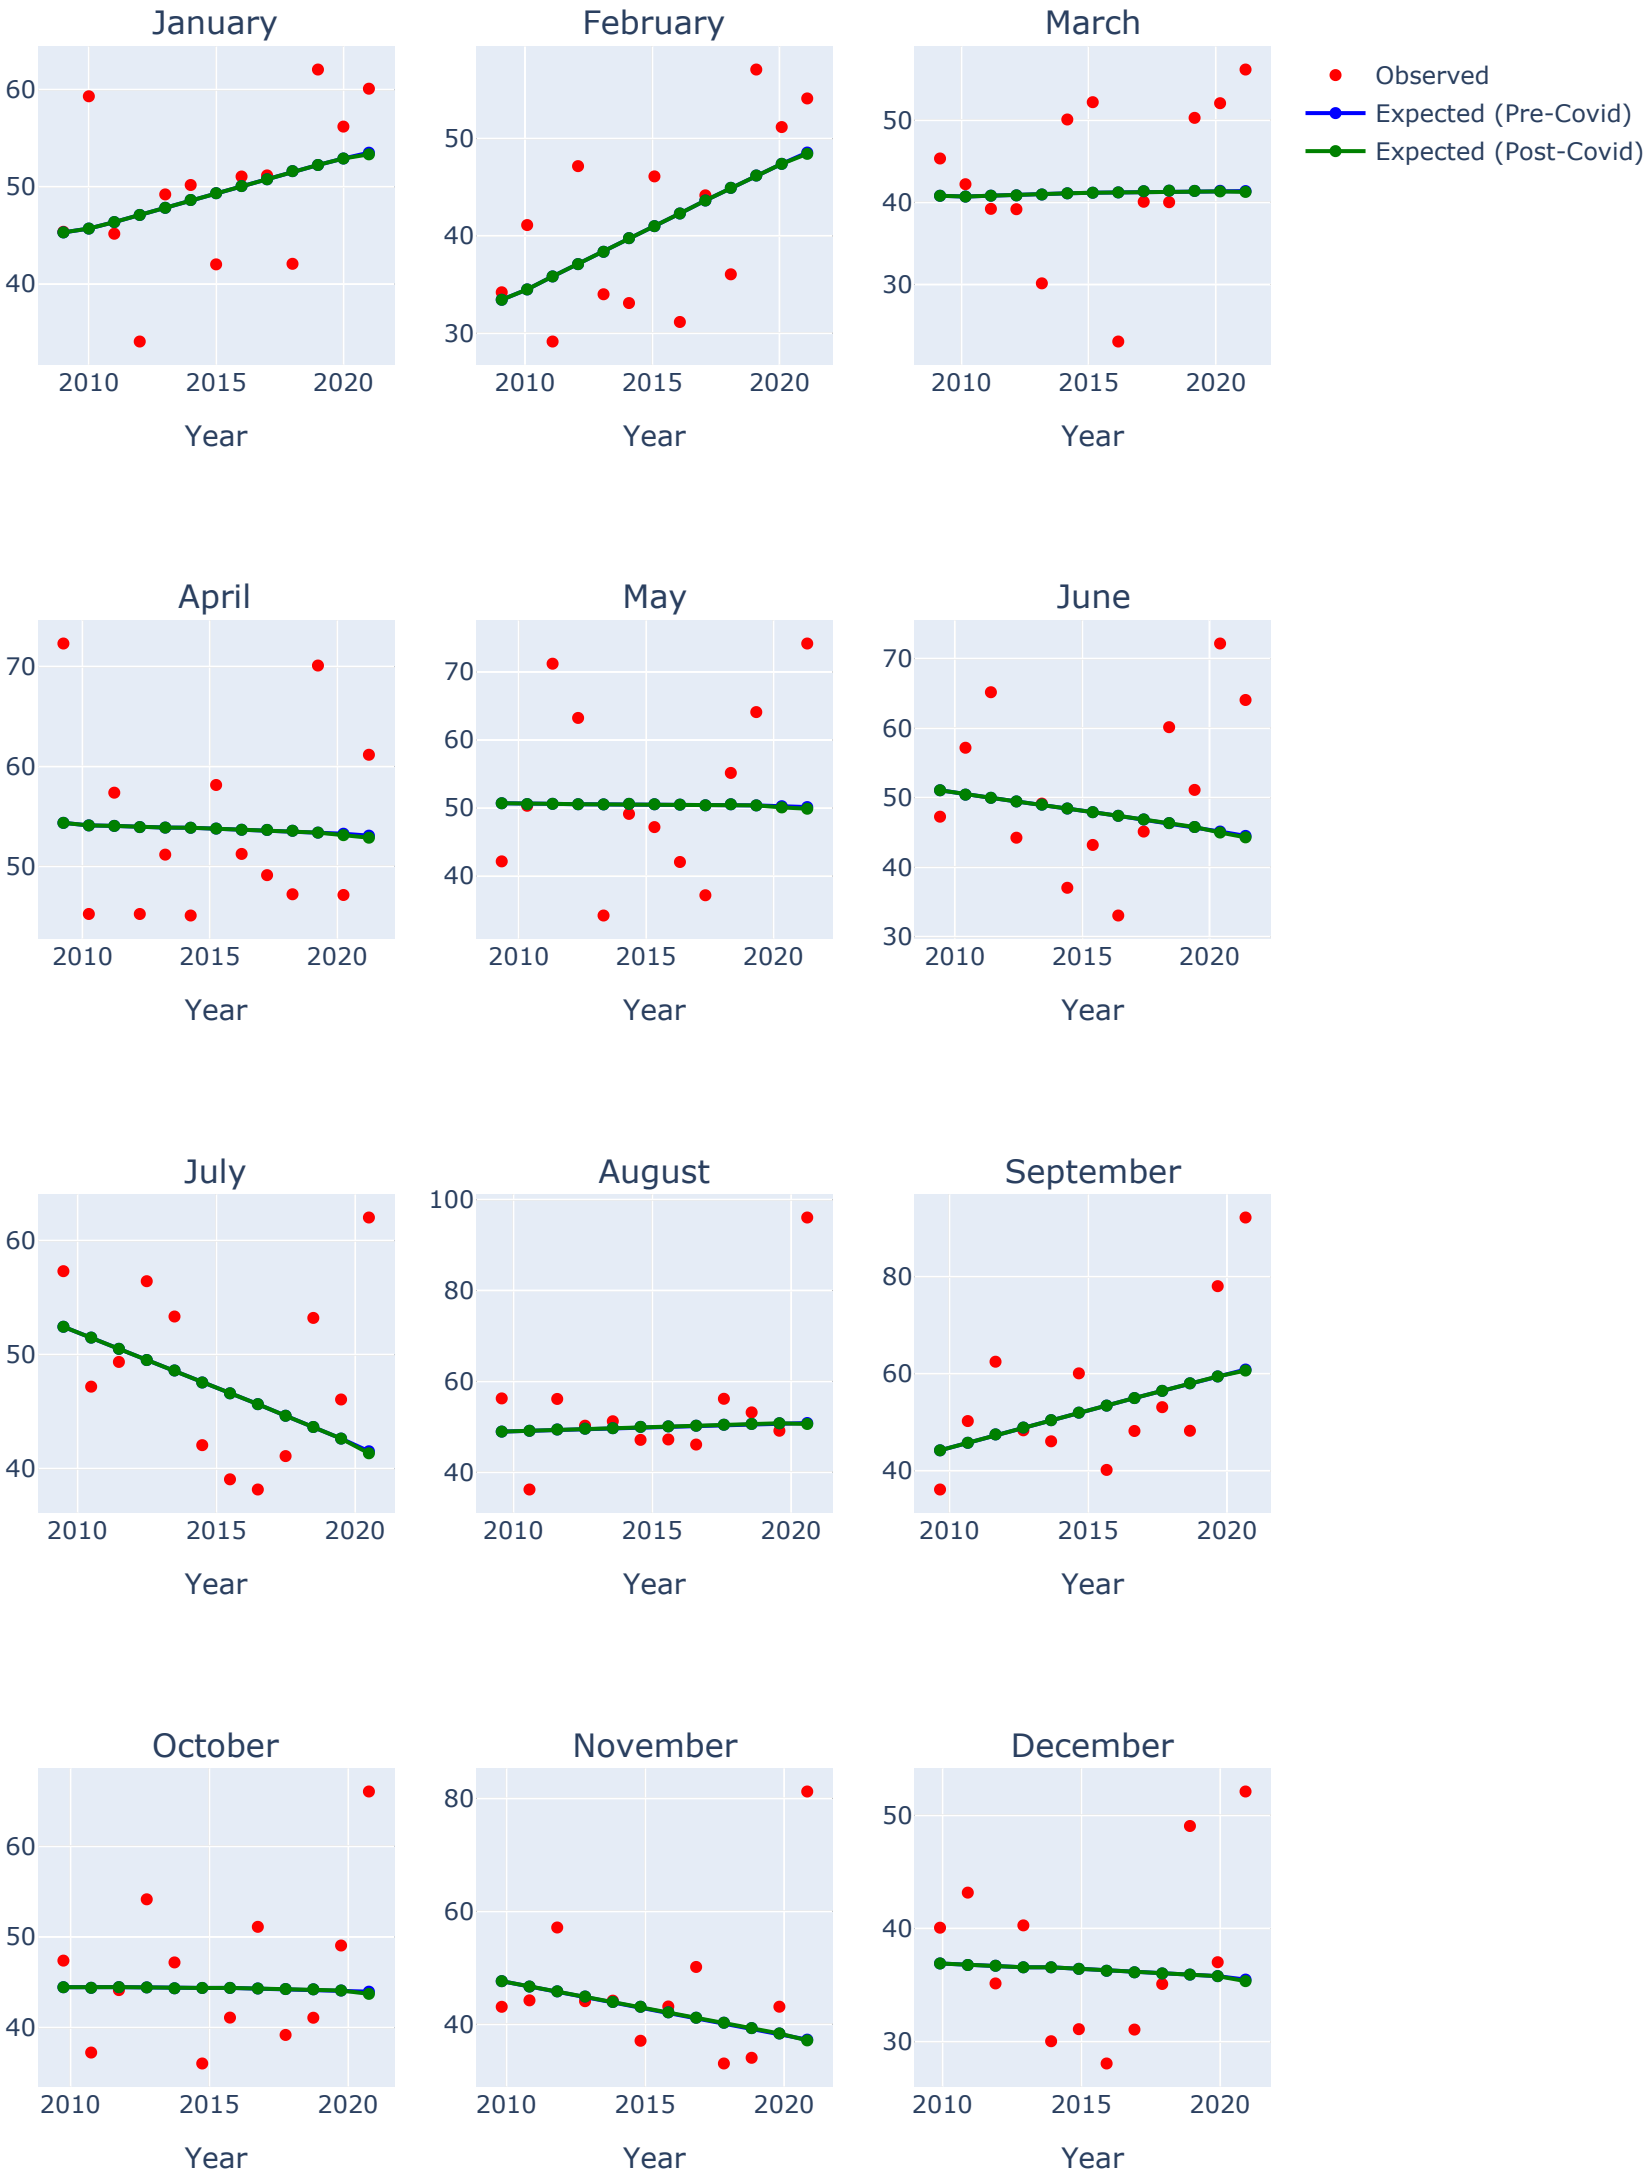 January
February
March
60
50
40
2010 2015 2020
Year
50
40
30
2010 2015 2020
Year
50
40
30
2010 2015 2020
Year
Observed
Expected (Pre-Covid)
Expected (Post-Covid)
April
May
June
70
60
50
2010 2015 2020
Year
70
60
50
40
2010 2015 2020
Year
70
60
50
40
30
2010 2015 2020
Year
July
August
September
60
50
40
2010 2015 2020
Year
100
80
60
40
2010 2015 2020
Year
80
60
40
2010 2015 2020
Year
October
November
December
60
50
40
2010 2015 2020
Year
80
60
40
2010 2015 2020
Year
50
40
30
2010 2015 2020
Year